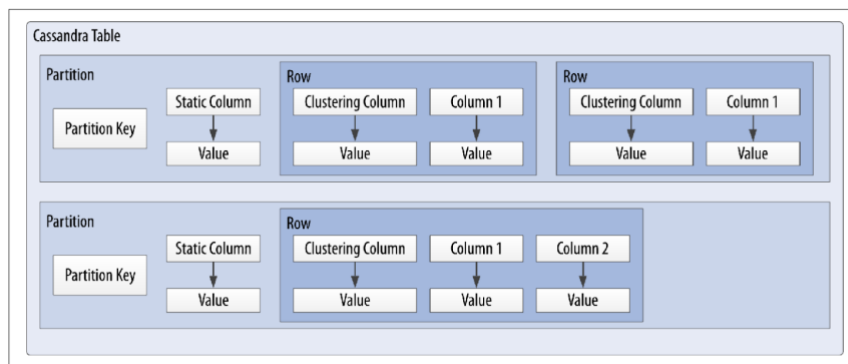 Cassandra Table
Partition
Partition Key
Static Column
Value
Row
Clustering Column
Value
Column 1
Value
Row
Clustering Column
Value
Column 1
Value
Partition
Partition Key
Static Column
Value
Row
Clustering Column
Value
Column 1
Value
Column 2
Value